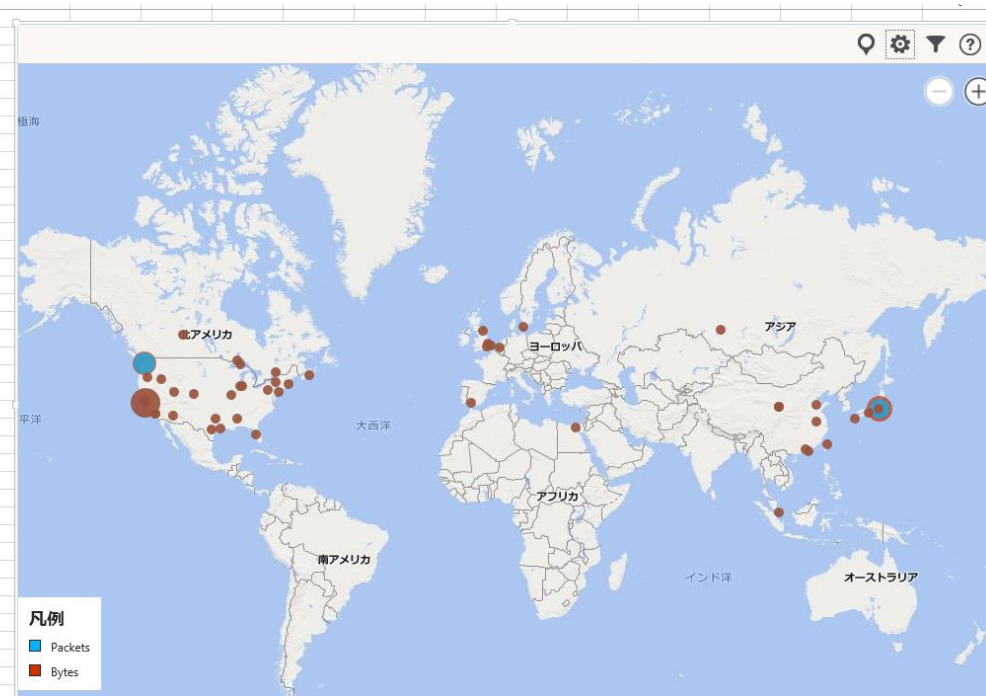 極海
北アメリカ
アジア
ヨーロッパ
平洋
大西洋
アフリカ
南アメリカ
インド洋
オーストラリア
凡例
Packets
Bytes